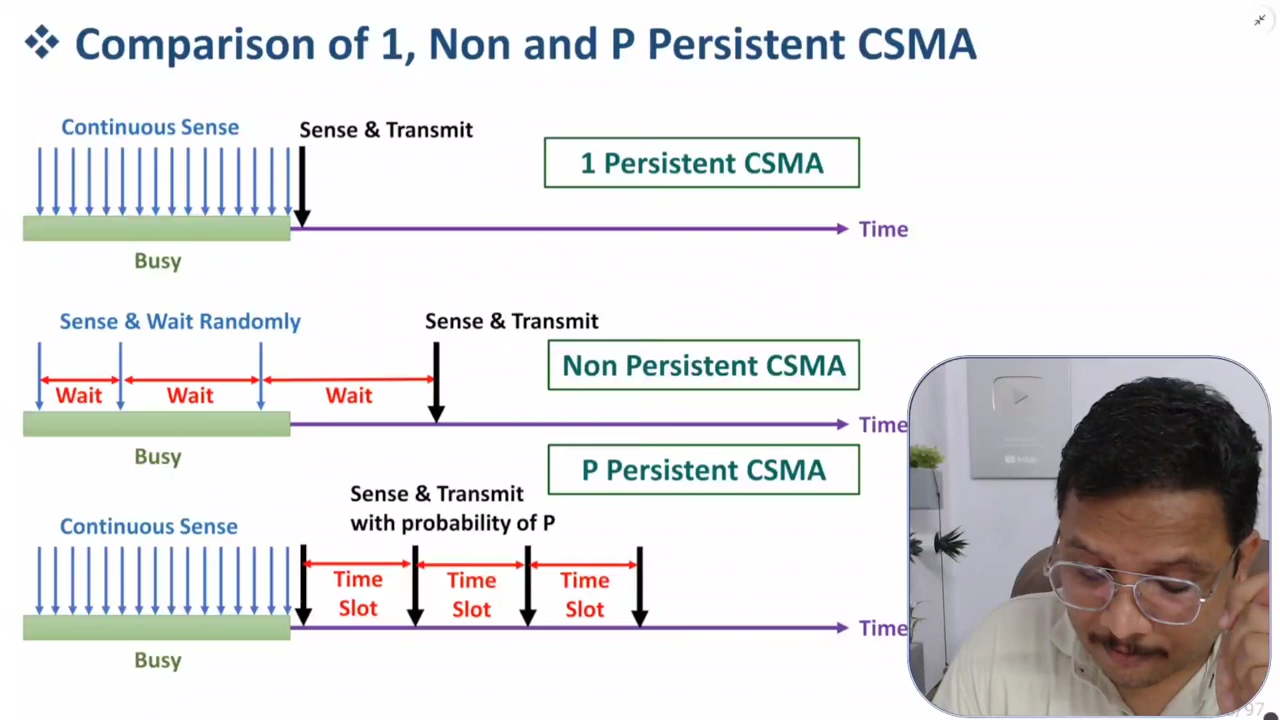 Comparison of 1, Non and P Persistent CSMA
Continuous Sense
Sense & Transmit
1 Persistent CSMA
Time
Busy
Sense & Wait Randomly
Sense & Transmit
Non Persistent CSMA
Wait
Wait
Wait
Time
Busy
P Persistent CSMA
Sense & Transmit
with probability of P
Continuous Sense
Time
Slot
Time
Slot
Time
Slot
Time
Busy
/97